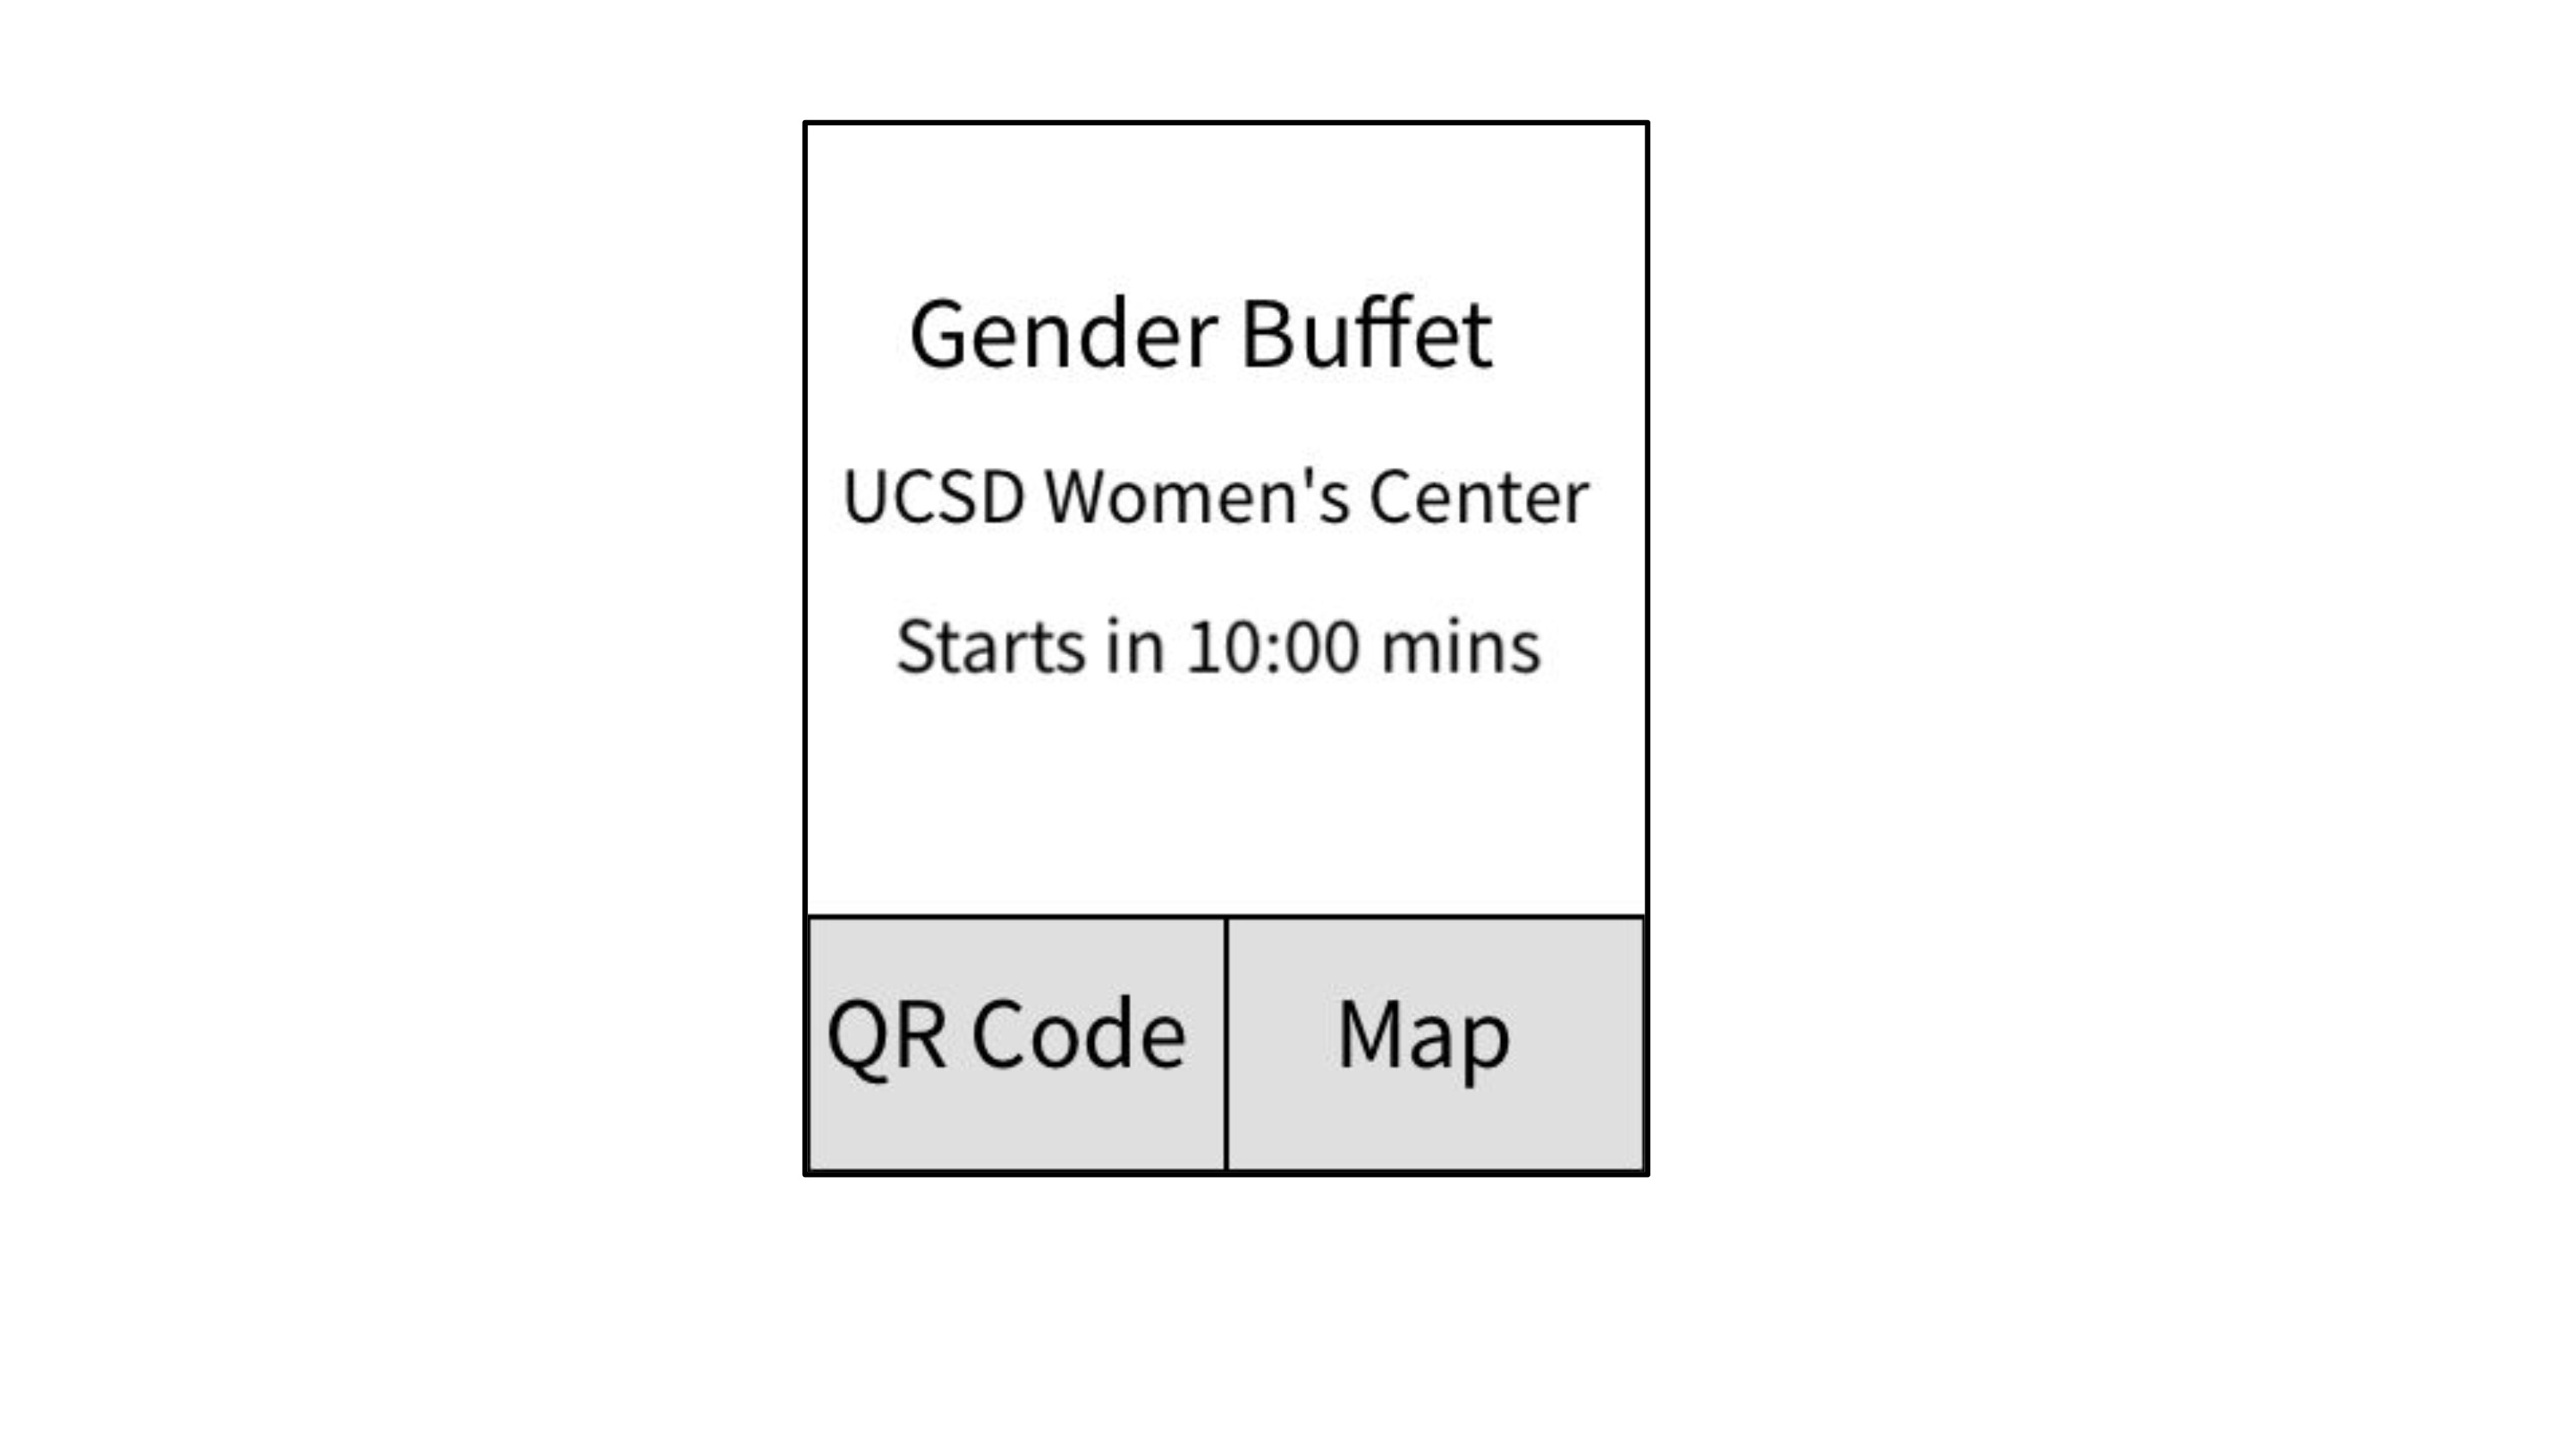 Gender Buffet
UCSD Women's Center
Starts in 10:00 mins
QR Code
Map